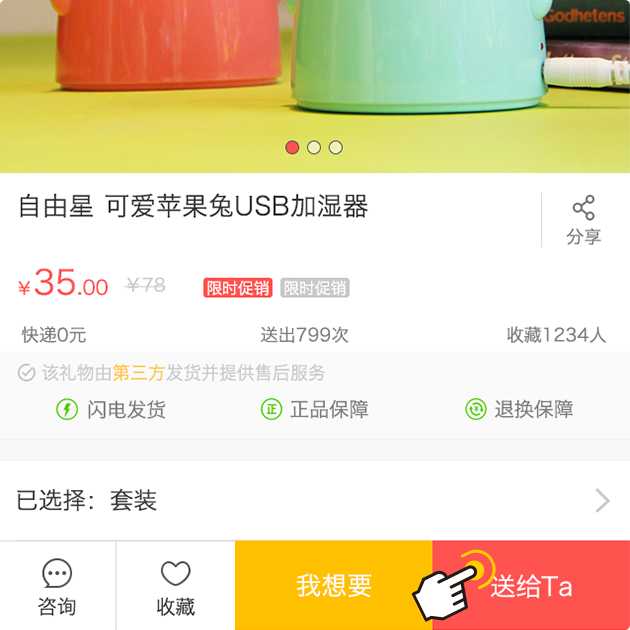 Godhetens
自由星 可爱苹果兔USB加湿器
分享
¥35.00 ¥78 限时促销 限时促销
快递0元 送出799次 收藏1234人
该礼物由第三方发货并提供售后服务
闪电发货 正 正品保障 退换保障
已选择：套装
咨询 收藏 我想要 送给Ta